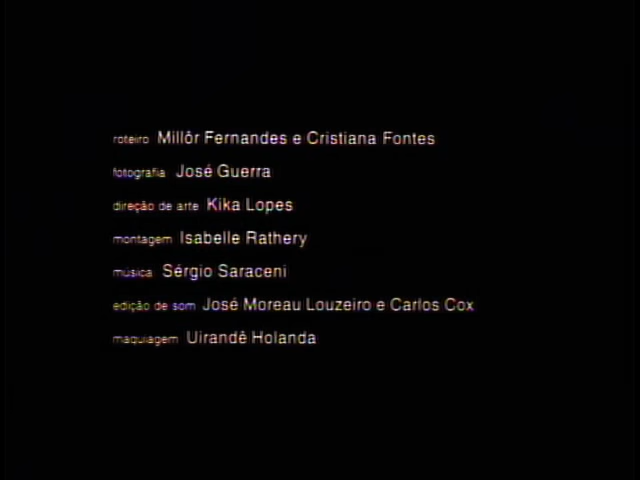 roteiro Millôr Fernandes e Cristiana Fontes
fotografia José Guerra
direção de arte Kika Lopes
montagem Isabelle Rathery
musica Sérgio Saraceni
edição de som José Moreau Louzeiro e Carlos Cox
maquiagem Uirandê Holanda